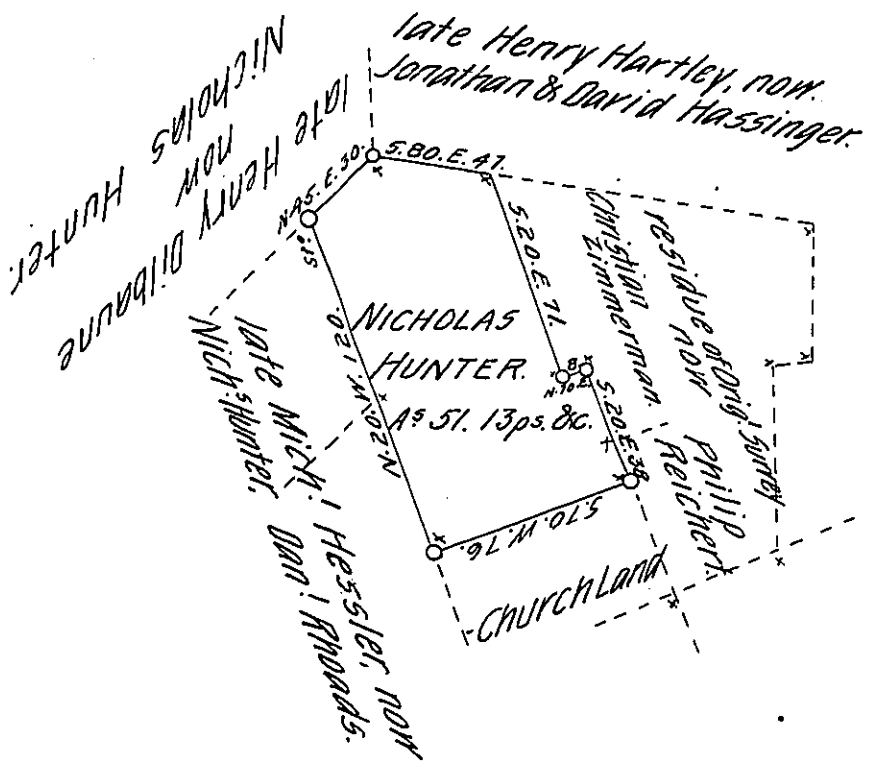 late Henry Hartley, now.
Jonathan & David Hassinger.
late Henry Dilbaune
now
Nicholas Hunter.
N.45.E.30.
S.80.E.47.
S.20.E.71.
8
N.70.E.
S.20.E.38
S.70.W.76.
N.20.W.120.
st.
NICHOLAS
HUNTER.
As 51. 13ps. &c.
Christian
Zimmerman.
residue of Orig.l Survey
now
Philip
Reichert.
late Mich.l Hessler, now
Nich.s Hunter, Dan.l Rhoads.
Church Land